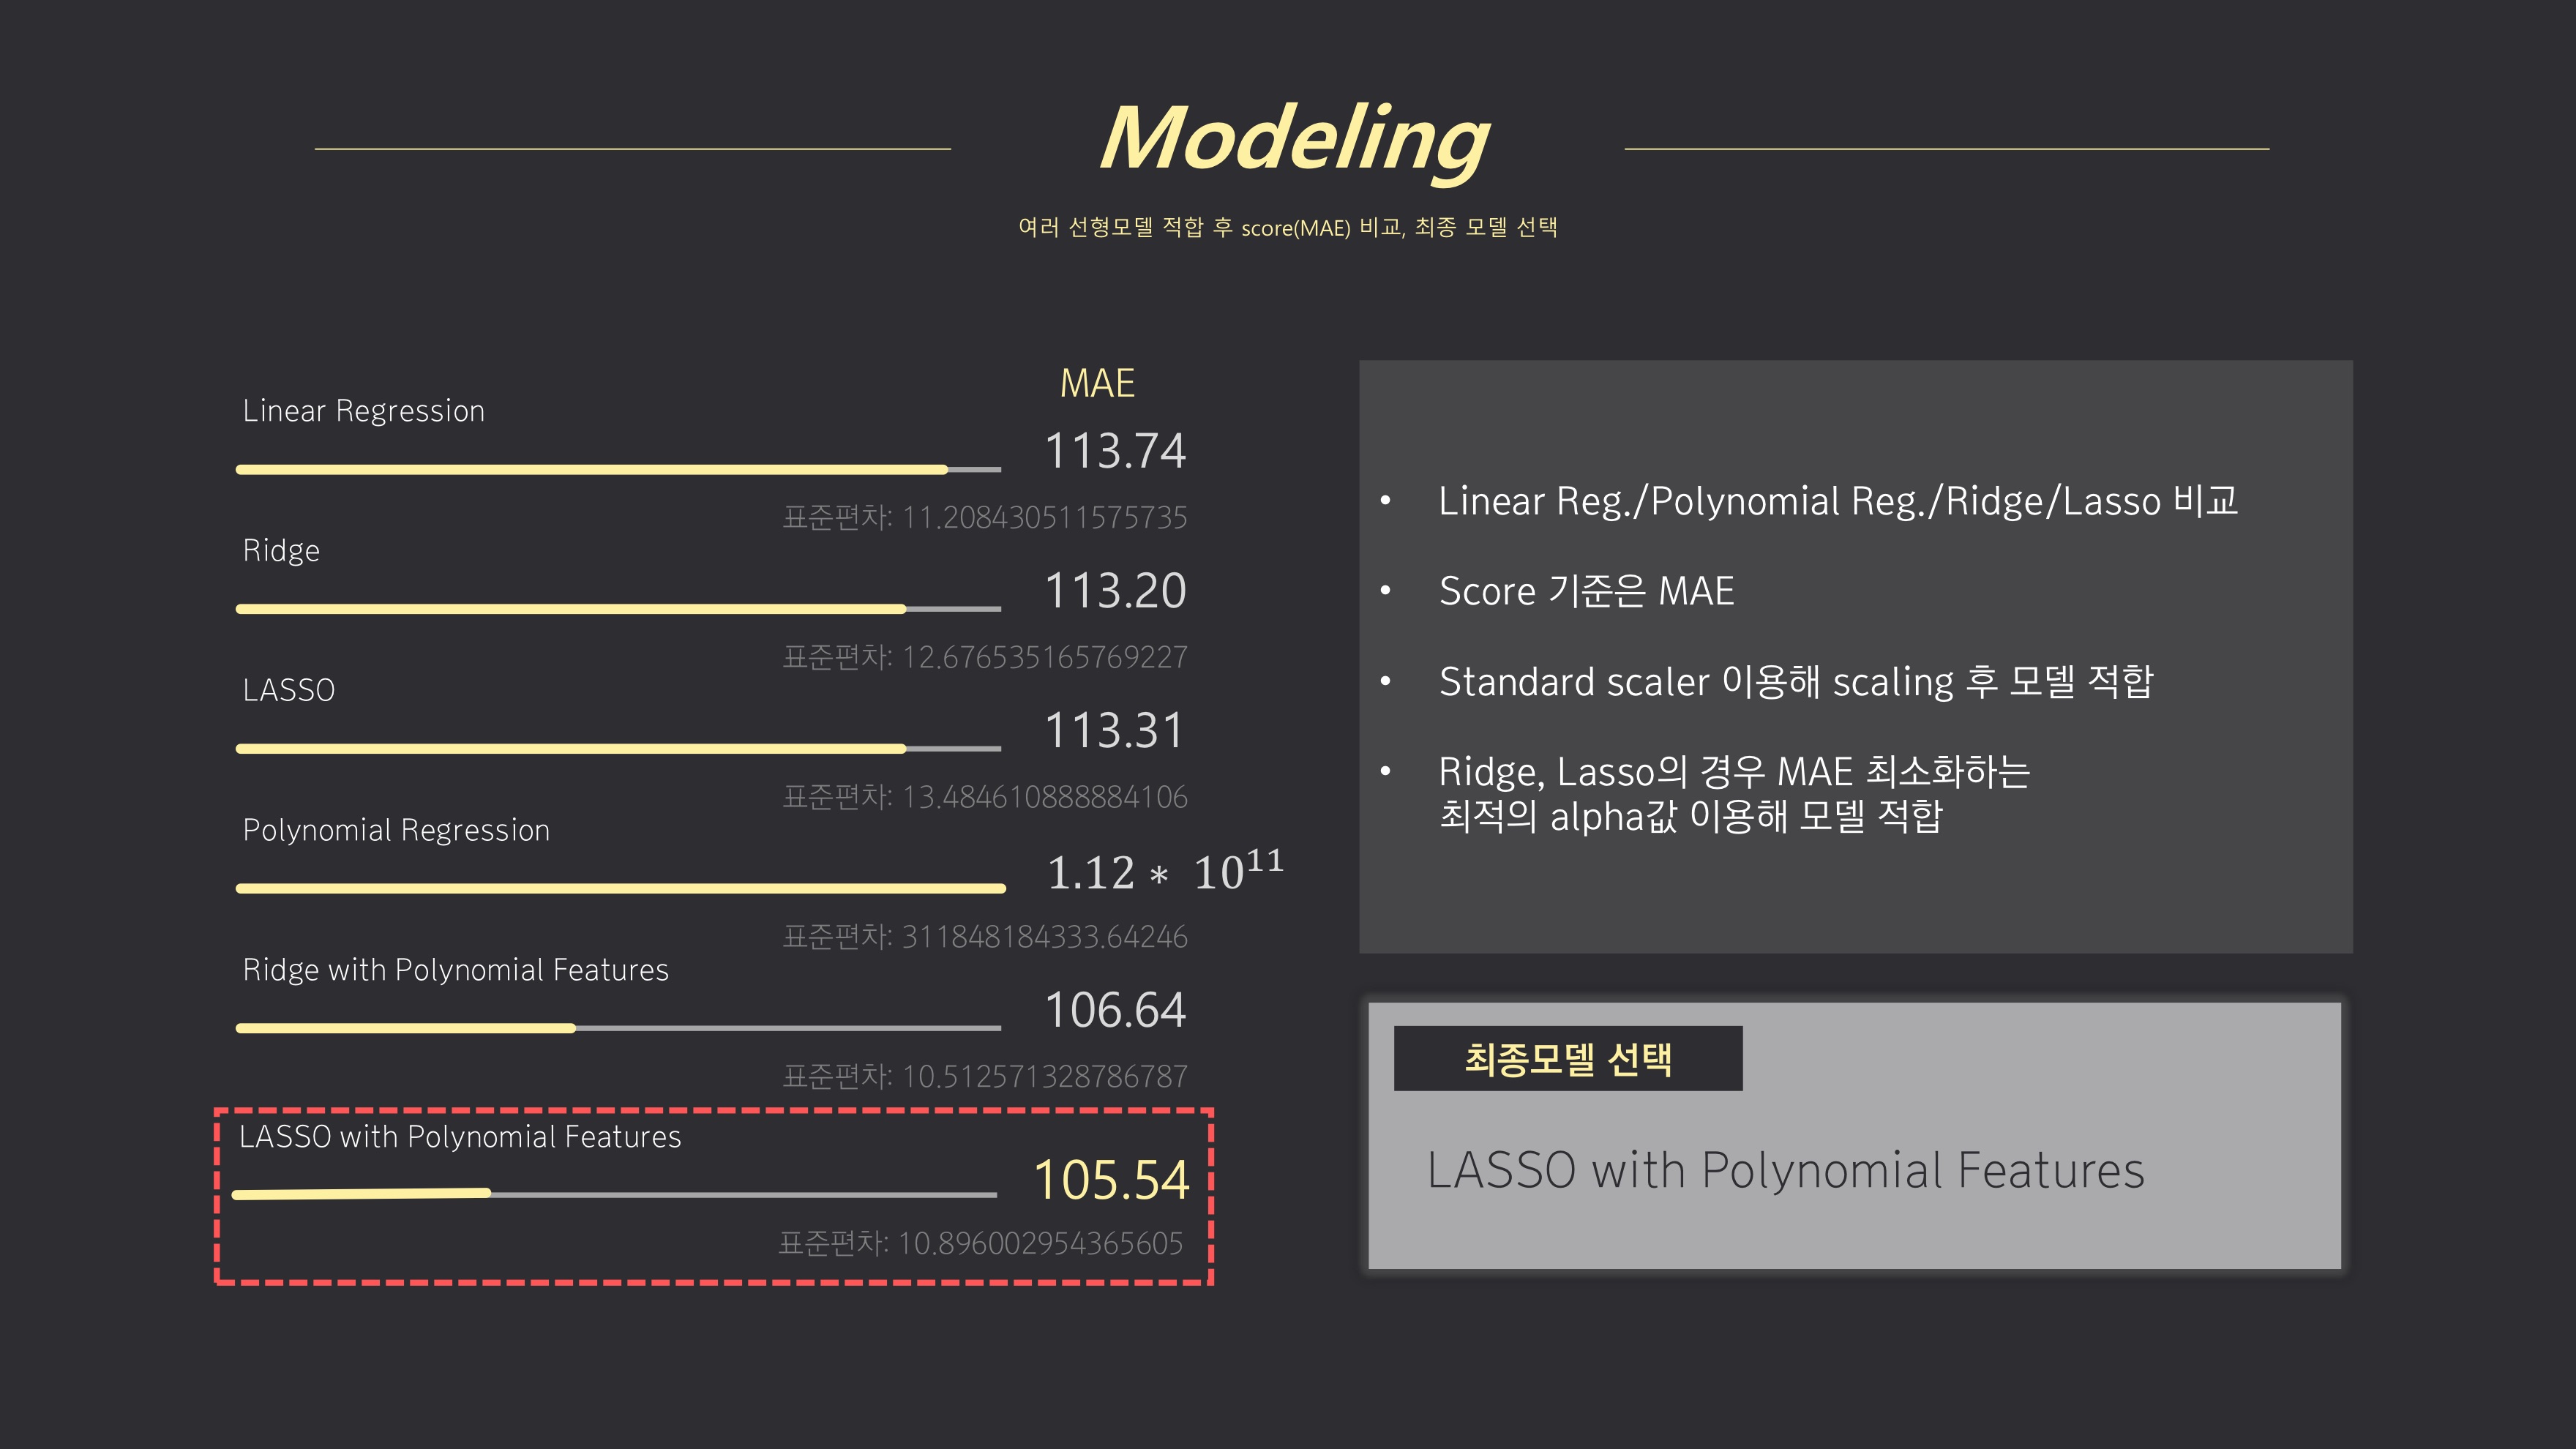 Modeling
여러 선형모델 적합 후 score(MAE) 비교, 최종 모델 선택
MAE
Linear Regression
113.74
표준편차: 11.208430511575735
Ridge
113.20
표준편차: 12.676535165769227
LASSO
113.31
표준편차: 13.484610888884106
Polynomial Regression
1.12 * 10¹¹
표준편차: 311848184333.64246
Ridge with Polynomial Features
106.64
표준편차: 10.512571328786787
LASSO with Polynomial Features
105.54
표준편차: 10.896002954365605
• Linear Reg./Polynomial Reg./Ridge/Lasso 비교
• Score 기준은 MAE
• Standard scaler 이용해 scaling 후 모델 적합
• Ridge, Lasso의 경우 MAE 최소화하는
최적의 alpha값 이용해 모델 적합
최종모델 선택
LASSO with Polynomial Features